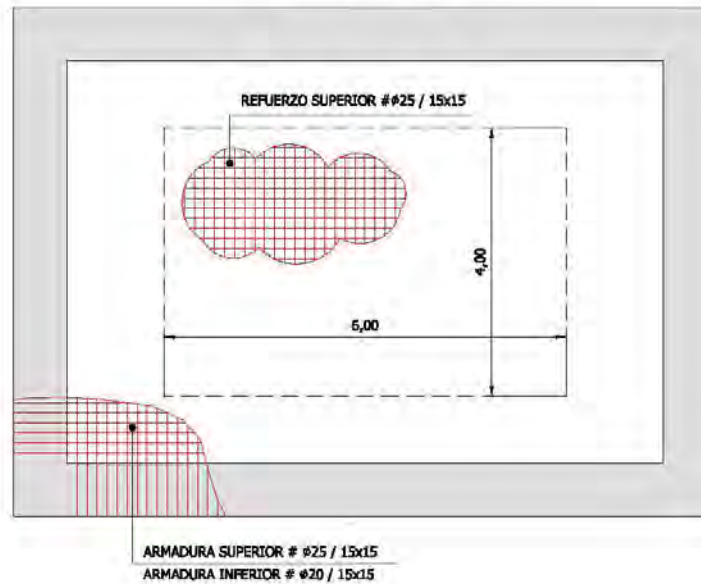 REFUERZO SUPERIOR #ø25 / 15x15
4,00
6,00
ARMADURA SUPERIOR # ø25 / 15x15
ARMADURA INFERIOR # ø20 / 15x15